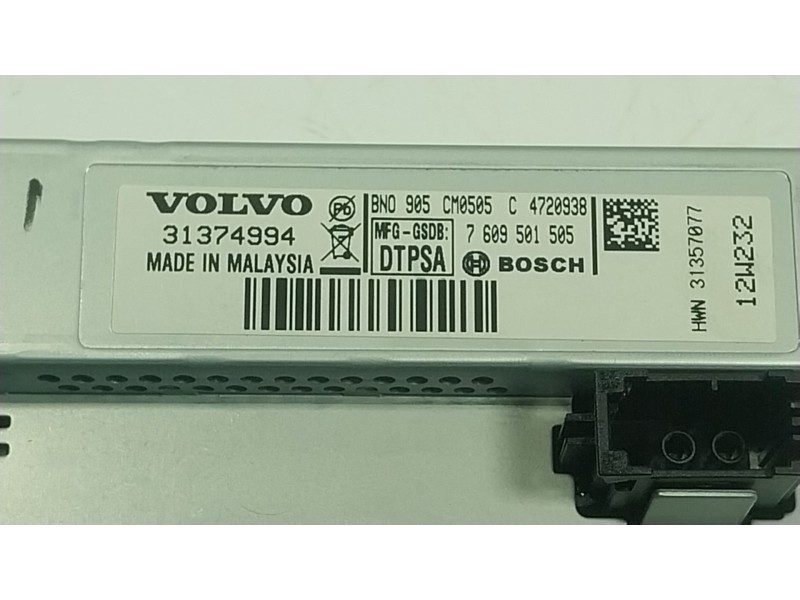 VOLVO
31374994
MADE IN MALAYSIA
Pb
BNO 905 CM0505 C 4720938
MFG-GSDB:
DTPSA
7 609 501 505
BOSCH
HWN 31357077
12W232